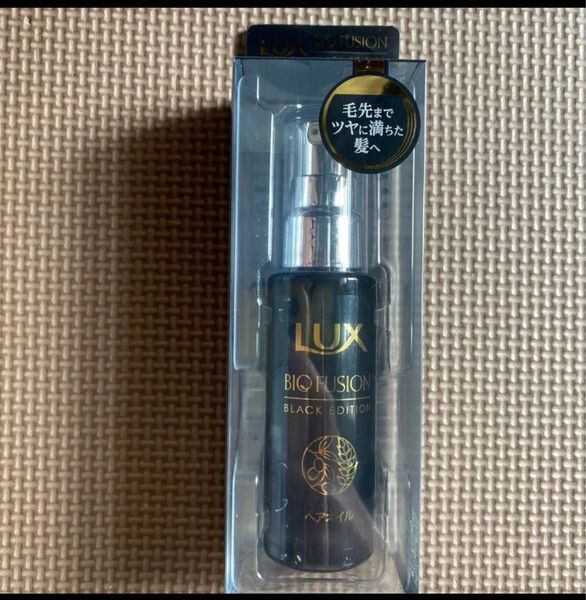 LUX BIO FUSION
毛先まで
ツヤに満ちた
髪へ
LUX
BIO FUSION
BLACK EDITION
ヘアオイル